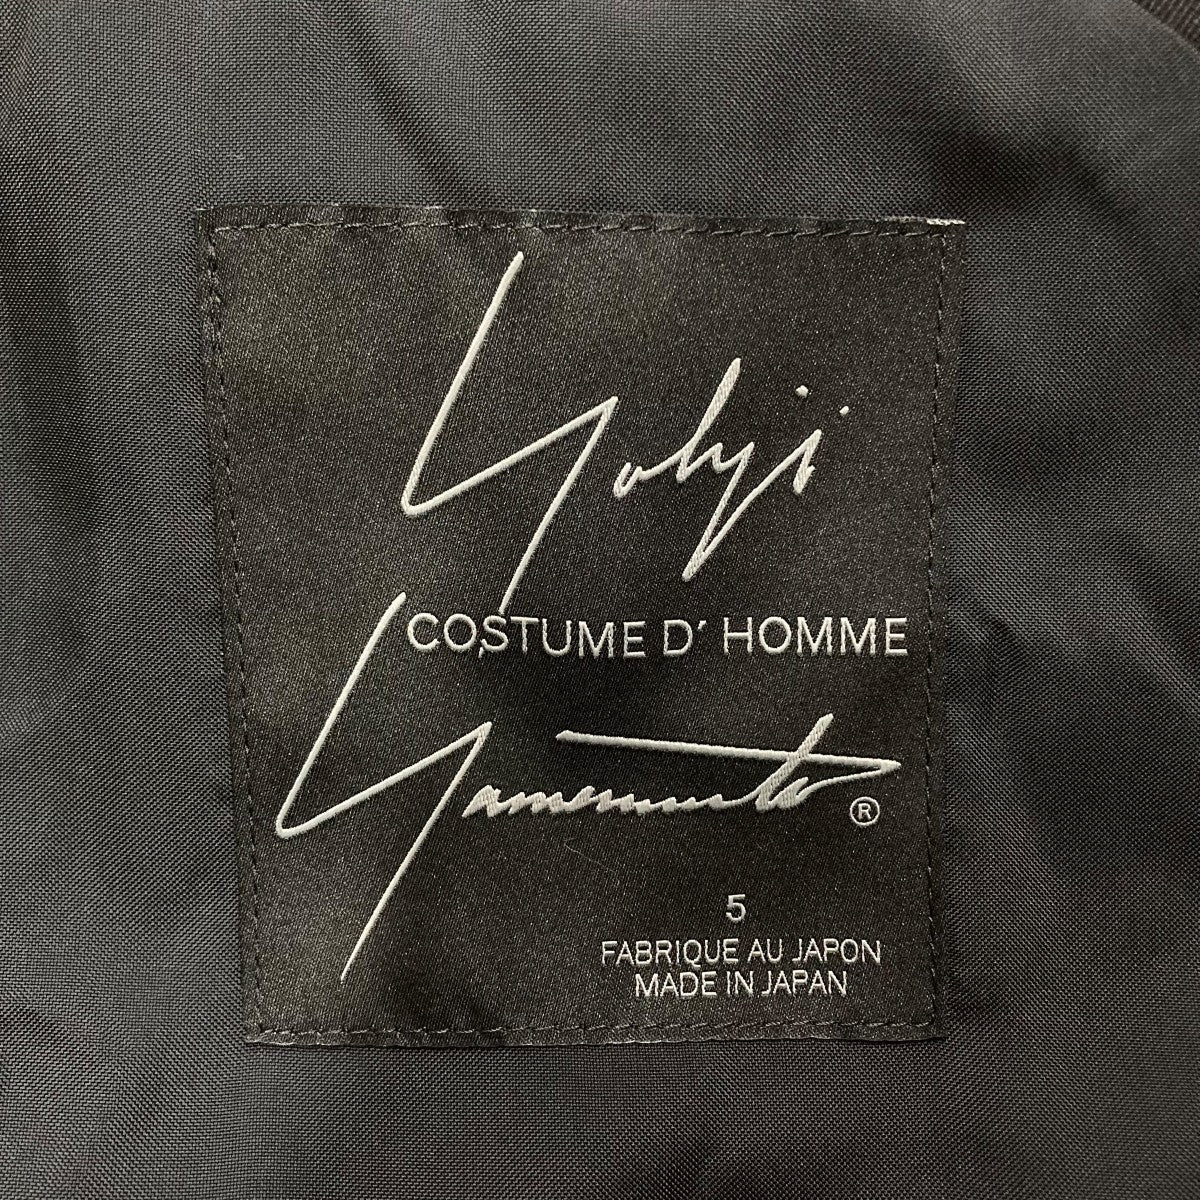 Yohji
COSTUME D' HOMME
Yamamoto ®
5
FABRIQUE AU JAPON
MADE IN JAPAN